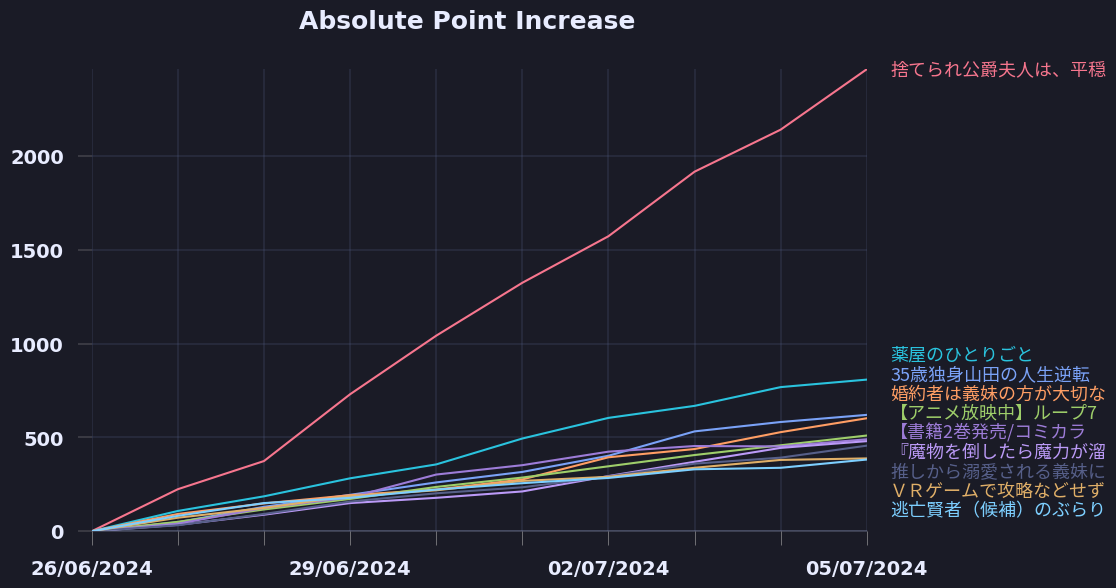 Absolute Point Increase
捨てられ公爵夫人は、平穏
2000
1500
1000
500
0
薬屋のひとりごと
35歳独身山田の人生逆転
婚約者は義妹の方が大切な
【アニメ放映中】ループ7
【書籍2巻発売/コミカラ
『魔物を倒したら魔力が溜
推しから溺愛される義妹に
ＶＲゲームで攻略などせず
逃亡賢者（候補）のぶらり
26/06/2024
29/06/2024
02/07/2024
05/07/2024